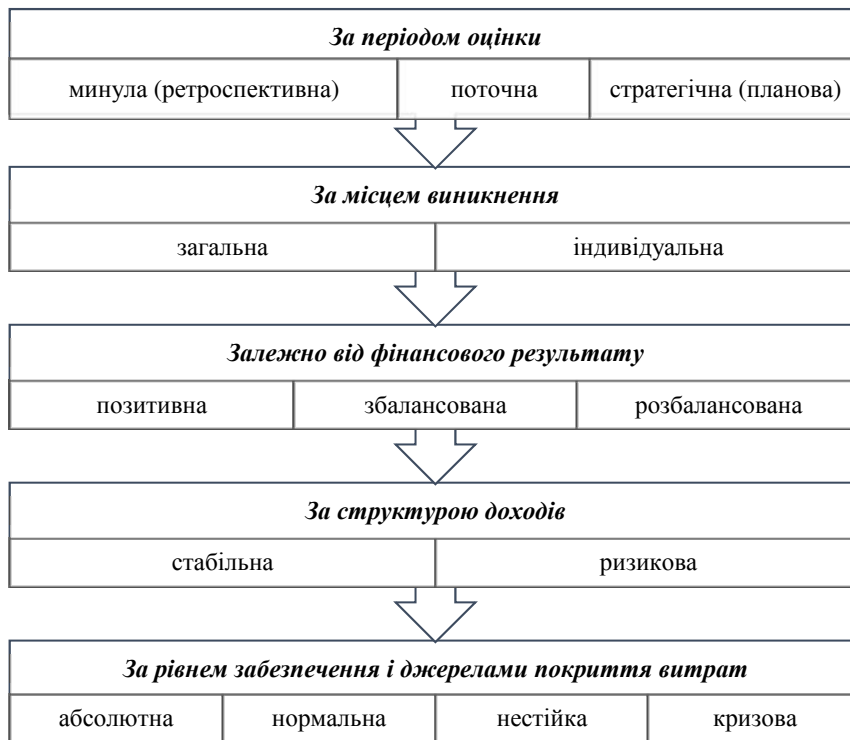 За періодом оцінки
минула (ретроспективна) поточна стратегічна (планова)
За місцем виникнення
загальна індивідуальна
Залежно від фінансового результату
позитивна збалансована розбалансована
За структурою доходів
стабільна ризикова
За рівнем забезпечення і джерелами покриття витрат
абсолютна нормальна нестійка кризова